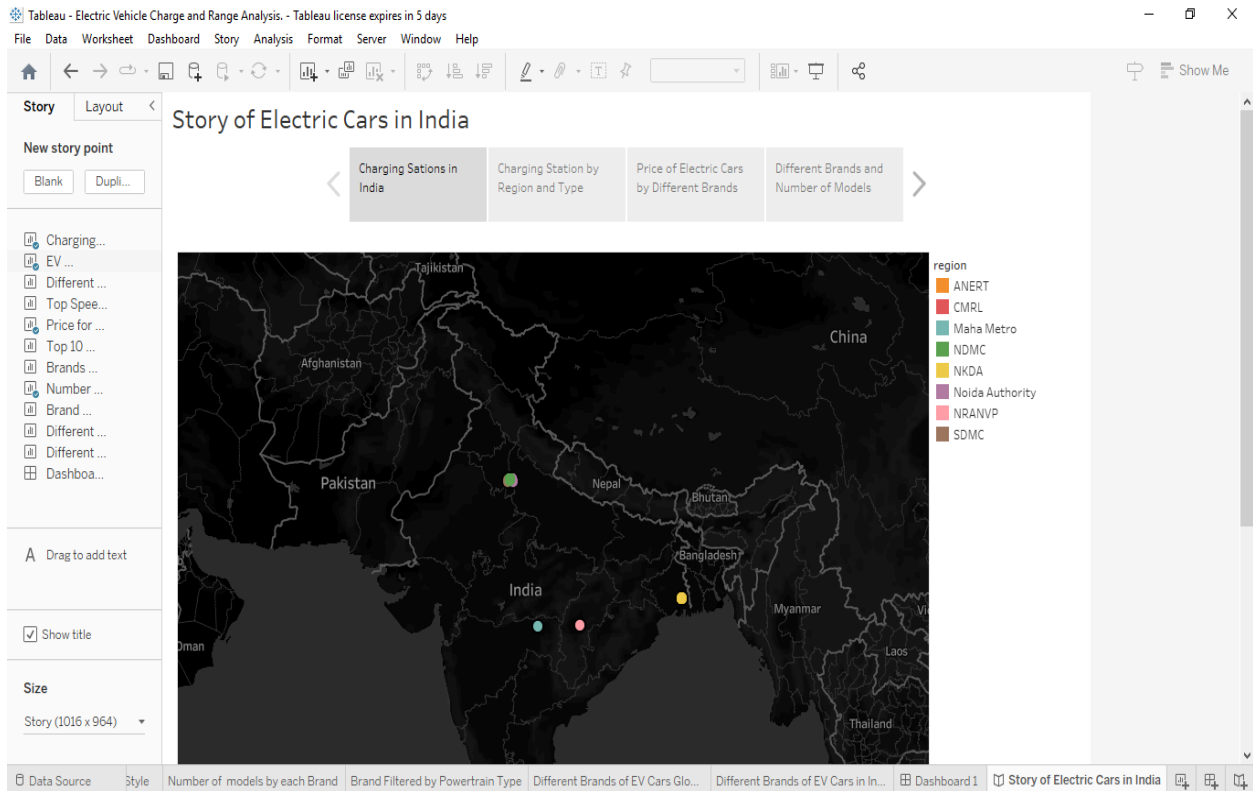 Tableau - Electric Vehicle Charge and Range Analysis. - Tableau license expires in 5 days
File Data Worksheet Dashboard Story Analysis Format Server Window Help
Show Me
Story Layout
New story point
Blank Dupli...
Charging...
EV ...
Different ...
Top Spee...
Price for ...
Top 10 ...
Brands ...
Number ...
Brand ...
Different ...
Different ...
Dashboa...
A Drag to add text
Show title
Size
Story (1016 x 964)
Story of Electric Cars in India
Charging Sations in
India
Charging Station by
Region and Type
Price of Electric Cars
by Different Brands
Different Brands and
Number of Models
Tajikistan
China
Afghanistan
Pakistan
Nepal
Bhutan
Bangladesh
India
Myanmar
Vi
Oman
Laos
Thailand
region
ANERT
CMRL
Maha Metro
NDMC
NKDA
Noida Authority
NRANVP
SDMC
Data Source Style Number of models by each Brand Brand Filtered by Powertrain Type Different Brands of EV Cars Glo... Different Brands of EV Cars in In... Dashboard 1 Story of Electric Cars in India